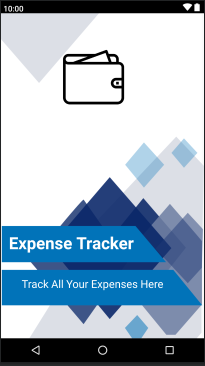 10:00
Expense Tracker
Track All Your Expenses Here